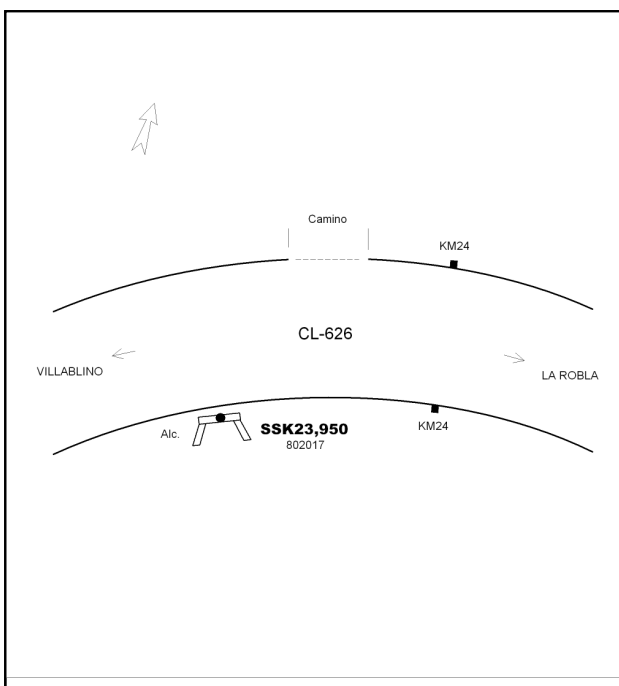 Camino
KM24
CL-626
VILLABLINO
LA ROBLA
Alc.
SSK23,950
802017
KM24